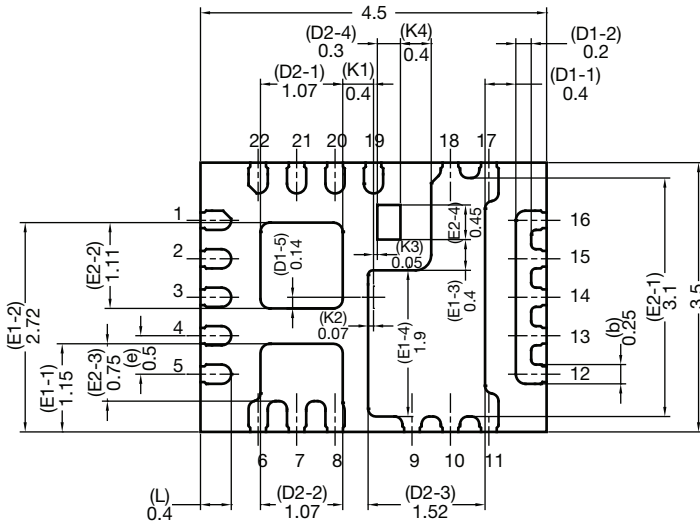 4.5
(D2-4)
0.3
(K4)
0.4
(D1-2)
0.2
(D2-1)
1.07
(K1)
0.4
(D1-1)
0.4
22 21 20 19 18 17
1
2
3
4
5
16
15
14
13
12
(E1-2)
2.72
(E2-2)
1.11
(D1-5)
0.14
(E2-4)
0.45
(K3)
0.05
(E1-3)
0.4
(K2)
0.07
(E1-4)
1.9
(E2-1)
3.1
3.5
(b)
0.25
(E1-1)
1.15
(E2-3)
0.75
(e)
0.5
6 7 8 9 10 11
(L)
0.4
(D2-2)
1.07
(D2-3)
1.52